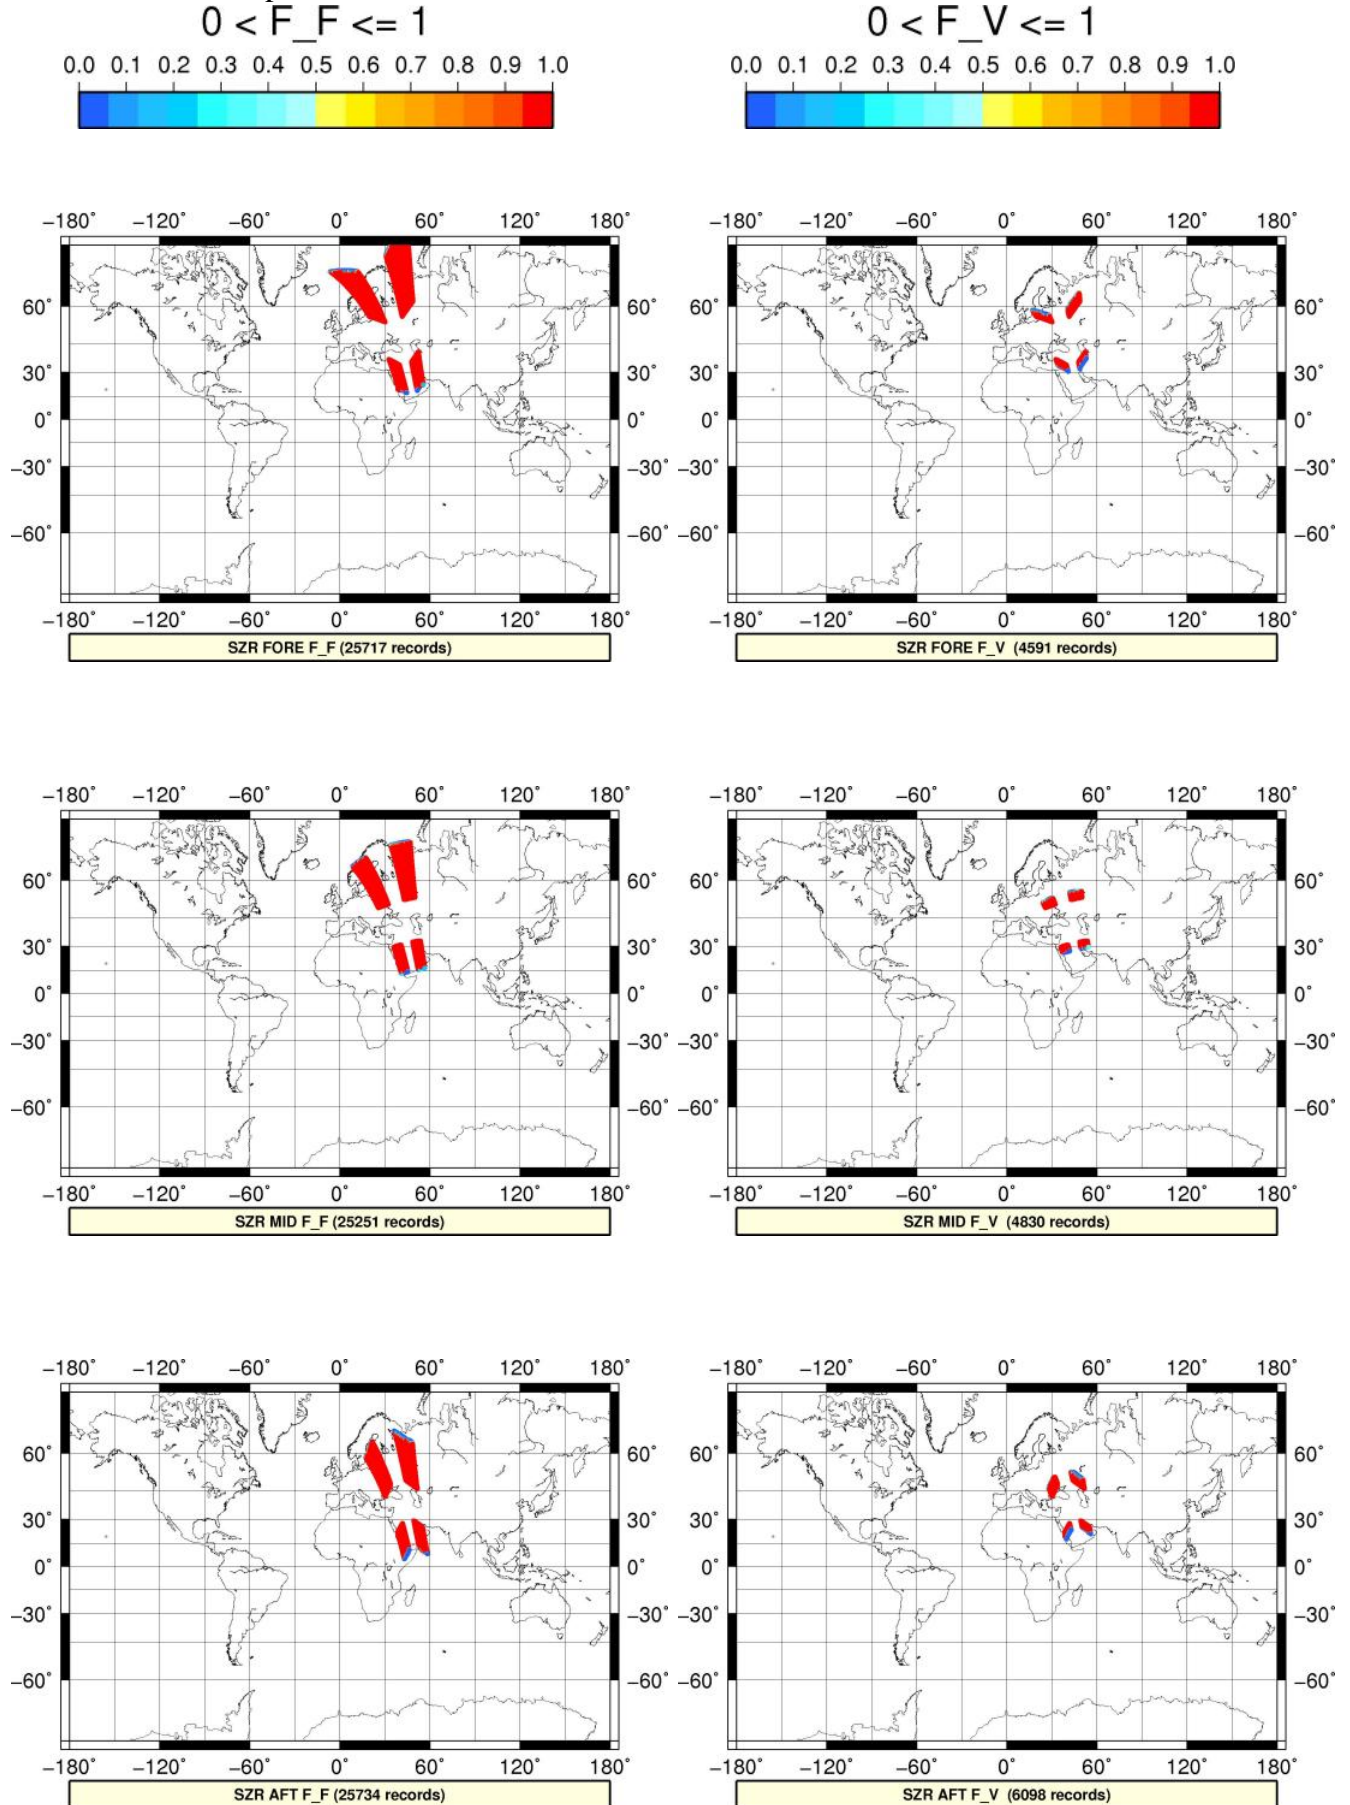 0 < F_F <= 1
0 < F_V <= 1
0.0 0.1 0.2 0.3 0.4 0.5 0.6 0.7 0.8 0.9 1.0
0.0 0.1 0.2 0.3 0.4 0.5 0.6 0.7 0.8 0.9 1.0
−180° −120° −60° 0° 60° 120° 180°
−180° −120° −60° 0° 60° 120° 180°
60° 60° 60° 60°
30° 30° 30° 30°
0° 0° 0° 0°
−30° −30° −30° −30°
−60° −60° −60° −60°
−180° −120° −60° 0° 60° 120° 180°
−180° −120° −60° 0° 60° 120° 180°
SZR FORE F_F (25717 records)
SZR FORE F_V (4591 records)
−180° −120° −60° 0° 60° 120° 180°
−180° −120° −60° 0° 60° 120° 180°
60° 60° 60° 60°
30° 30° 30° 30°
0° 0° 0° 0°
−30° −30° −30° −30°
−60° −60° −60° −60°
−180° −120° −60° 0° 60° 120° 180°
−180° −120° −60° 0° 60° 120° 180°
SZR MID F_F (25251 records)
SZR MID F_V (4830 records)
−180° −120° −60° 0° 60° 120° 180°
−180° −120° −60° 0° 60° 120° 180°
60° 60° 60° 60°
30° 30° 30° 30°
0° 0° 0° 0°
−30° −30° −30° −30°
−60° −60° −60° −60°
−180° −120° −60° 0° 60° 120° 180°
−180° −120° −60° 0° 60° 120° 180°
SZR AFT F_F (25734 records)
SZR AFT F_V (6098 records)